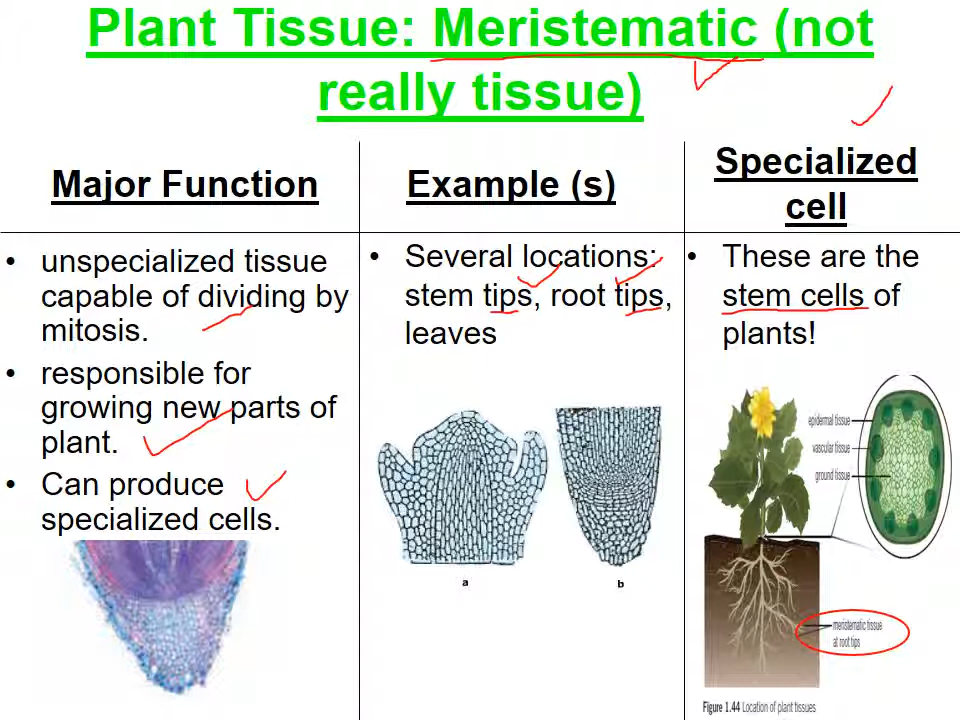 Plant Tissue: Meristematic (not
really tissue)
Major Function
Example (s)
Specialized
cell
• unspecialized tissue
capable of dividing by
mitosis.
• responsible for
growing new parts of
plant.
• Can produce
specialized cells.
• Several locations:
stem tips, root tips,
leaves
a
b
• These are the
stem cells of
plants!
epidermal tissue
vascular tissue
ground tissue
meristematic tissue
at root tips
Figure 1.44 Location of plant tissues